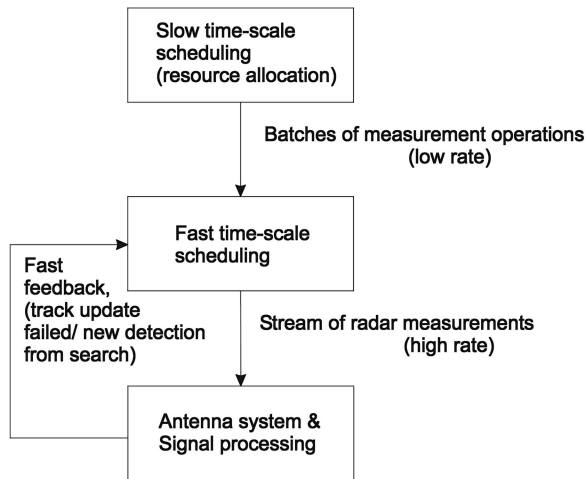 Slow time-scale
scheduling
(resource allocation)
Batches of measurement operations
(low rate)
Fast time-scale
scheduling
Fast
feedback,
(track update
failed/ new detection
from search)
Stream of radar measurements
(high rate)
Antenna system &
Signal processing